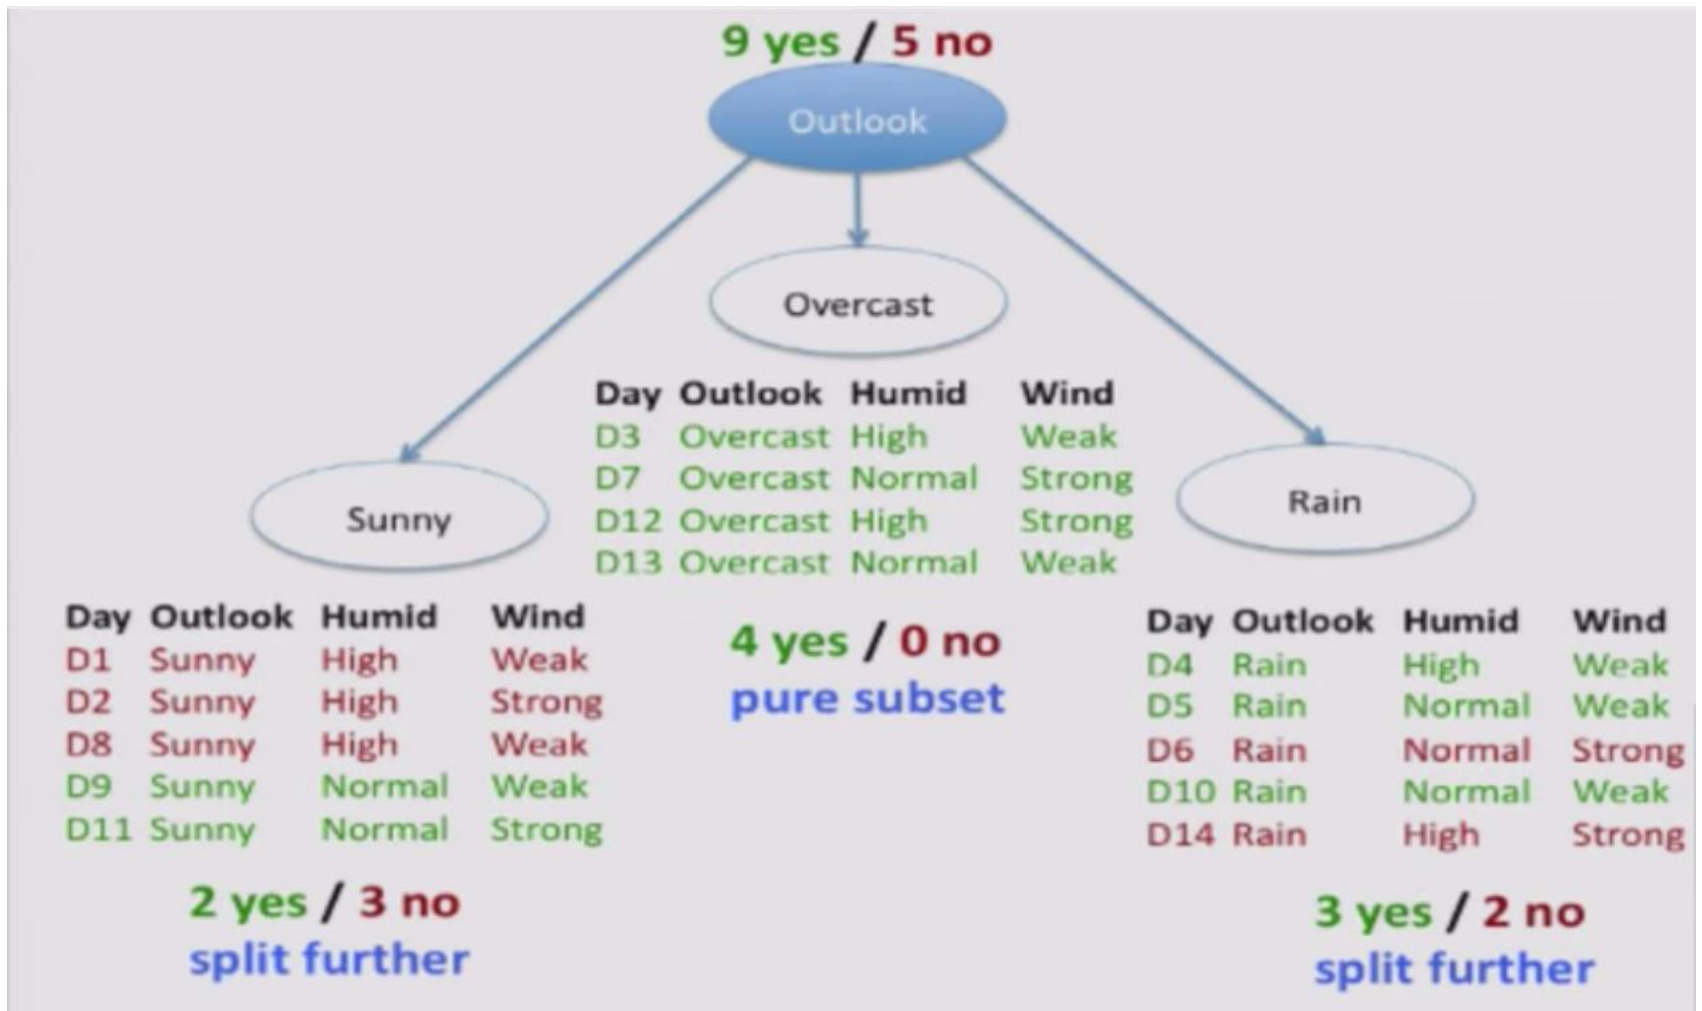 9 yes / 5 no
Outlook
Overcast
Day Outlook Humid Wind
D3 Overcast High Weak
D7 Overcast Normal Strong
D12 Overcast High Strong
D13 Overcast Normal Weak
4 yes / 0 no
pure subset
Sunny
Day Outlook Humid Wind
D1 Sunny High Weak
D2 Sunny High Strong
D8 Sunny High Weak
D9 Sunny Normal Weak
D11 Sunny Normal Strong
2 yes / 3 no
split further
Rain
Day Outlook Humid Wind
D4 Rain High Weak
D5 Rain Normal Weak
D6 Rain Normal Strong
D10 Rain Normal Weak
D14 Rain High Strong
3 yes / 2 no
split further